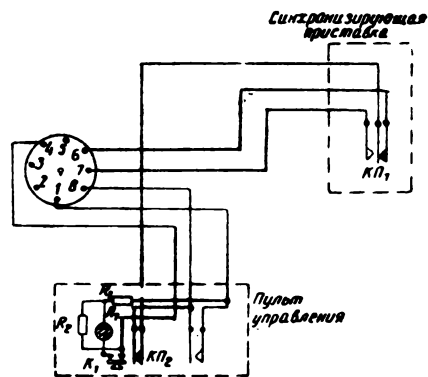 Синхронизирующая
приставка
4
5
6
3
7
2
1
8
КП₁
R₂
K₁
КП₂
Пульт
управления